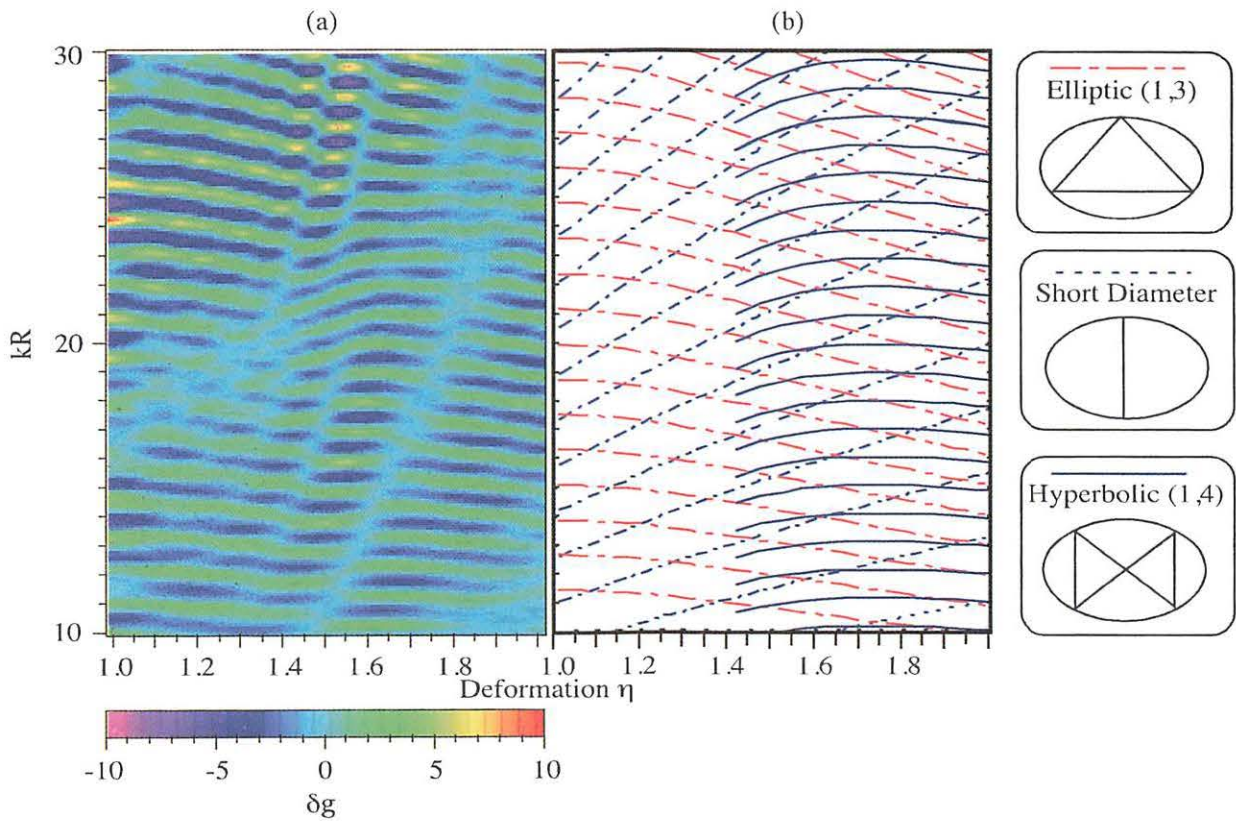 (a) (b)
30
20
10
kR
1.0 1.2 1.4 1.6 1.8 1.0 1.2 1.4 1.6 1.8
Deformation η
-10 -5 0 5 10
δg
Elliptic (1,3)
Short Diameter
Hyperbolic (1,4)